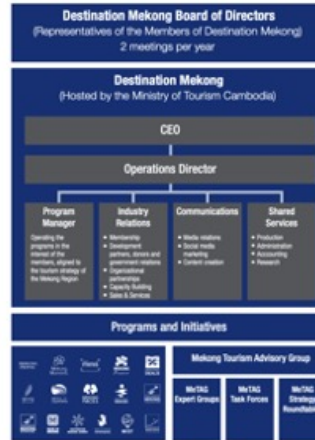 Destination Mekong Board of Directors
(Representatives of the Members of Destination Mekong)
2 meetings per year
Destination Mekong
(Hosted by the Ministry of Tourism Cambodia)
CEO
Operations Director
Program
Manager
Operating the
programs in the
interest of the
members, aligned to
the tourism strategy of
the Mekong Region
Industry
Relations
• Membership
• Development
partners, donors and
government relations
• Organizational
partnerships
• Capacity Building
• Sales & Services
Communications
• Media relations
• Social media
marketing
• Content creation
Shared
Services
• Production
• Administration
• Accounting
• Research
Programs and Initiatives
Mekong Tourism Advisory Group
MeTAG
Expert Groups
MeTAG
Task Forces
MeTAG
Strategy
Roundtable